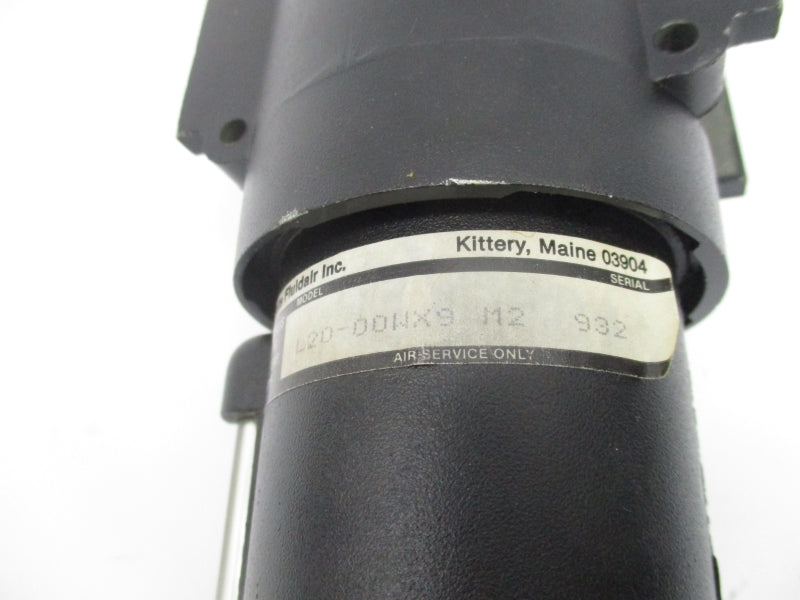 Fluidair Inc. Kittery, Maine 03904
MODEL SERIAL
L20-00WX9 M2 932
AIR SERVICE ONLY